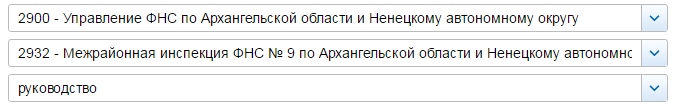 2900 - Управление ФНС по Архангельской области и Ненецкому автономному округу
2932 - Межрайонная инспекция ФНС № 9 по Архангельской области и Ненецкому автономно
руководство